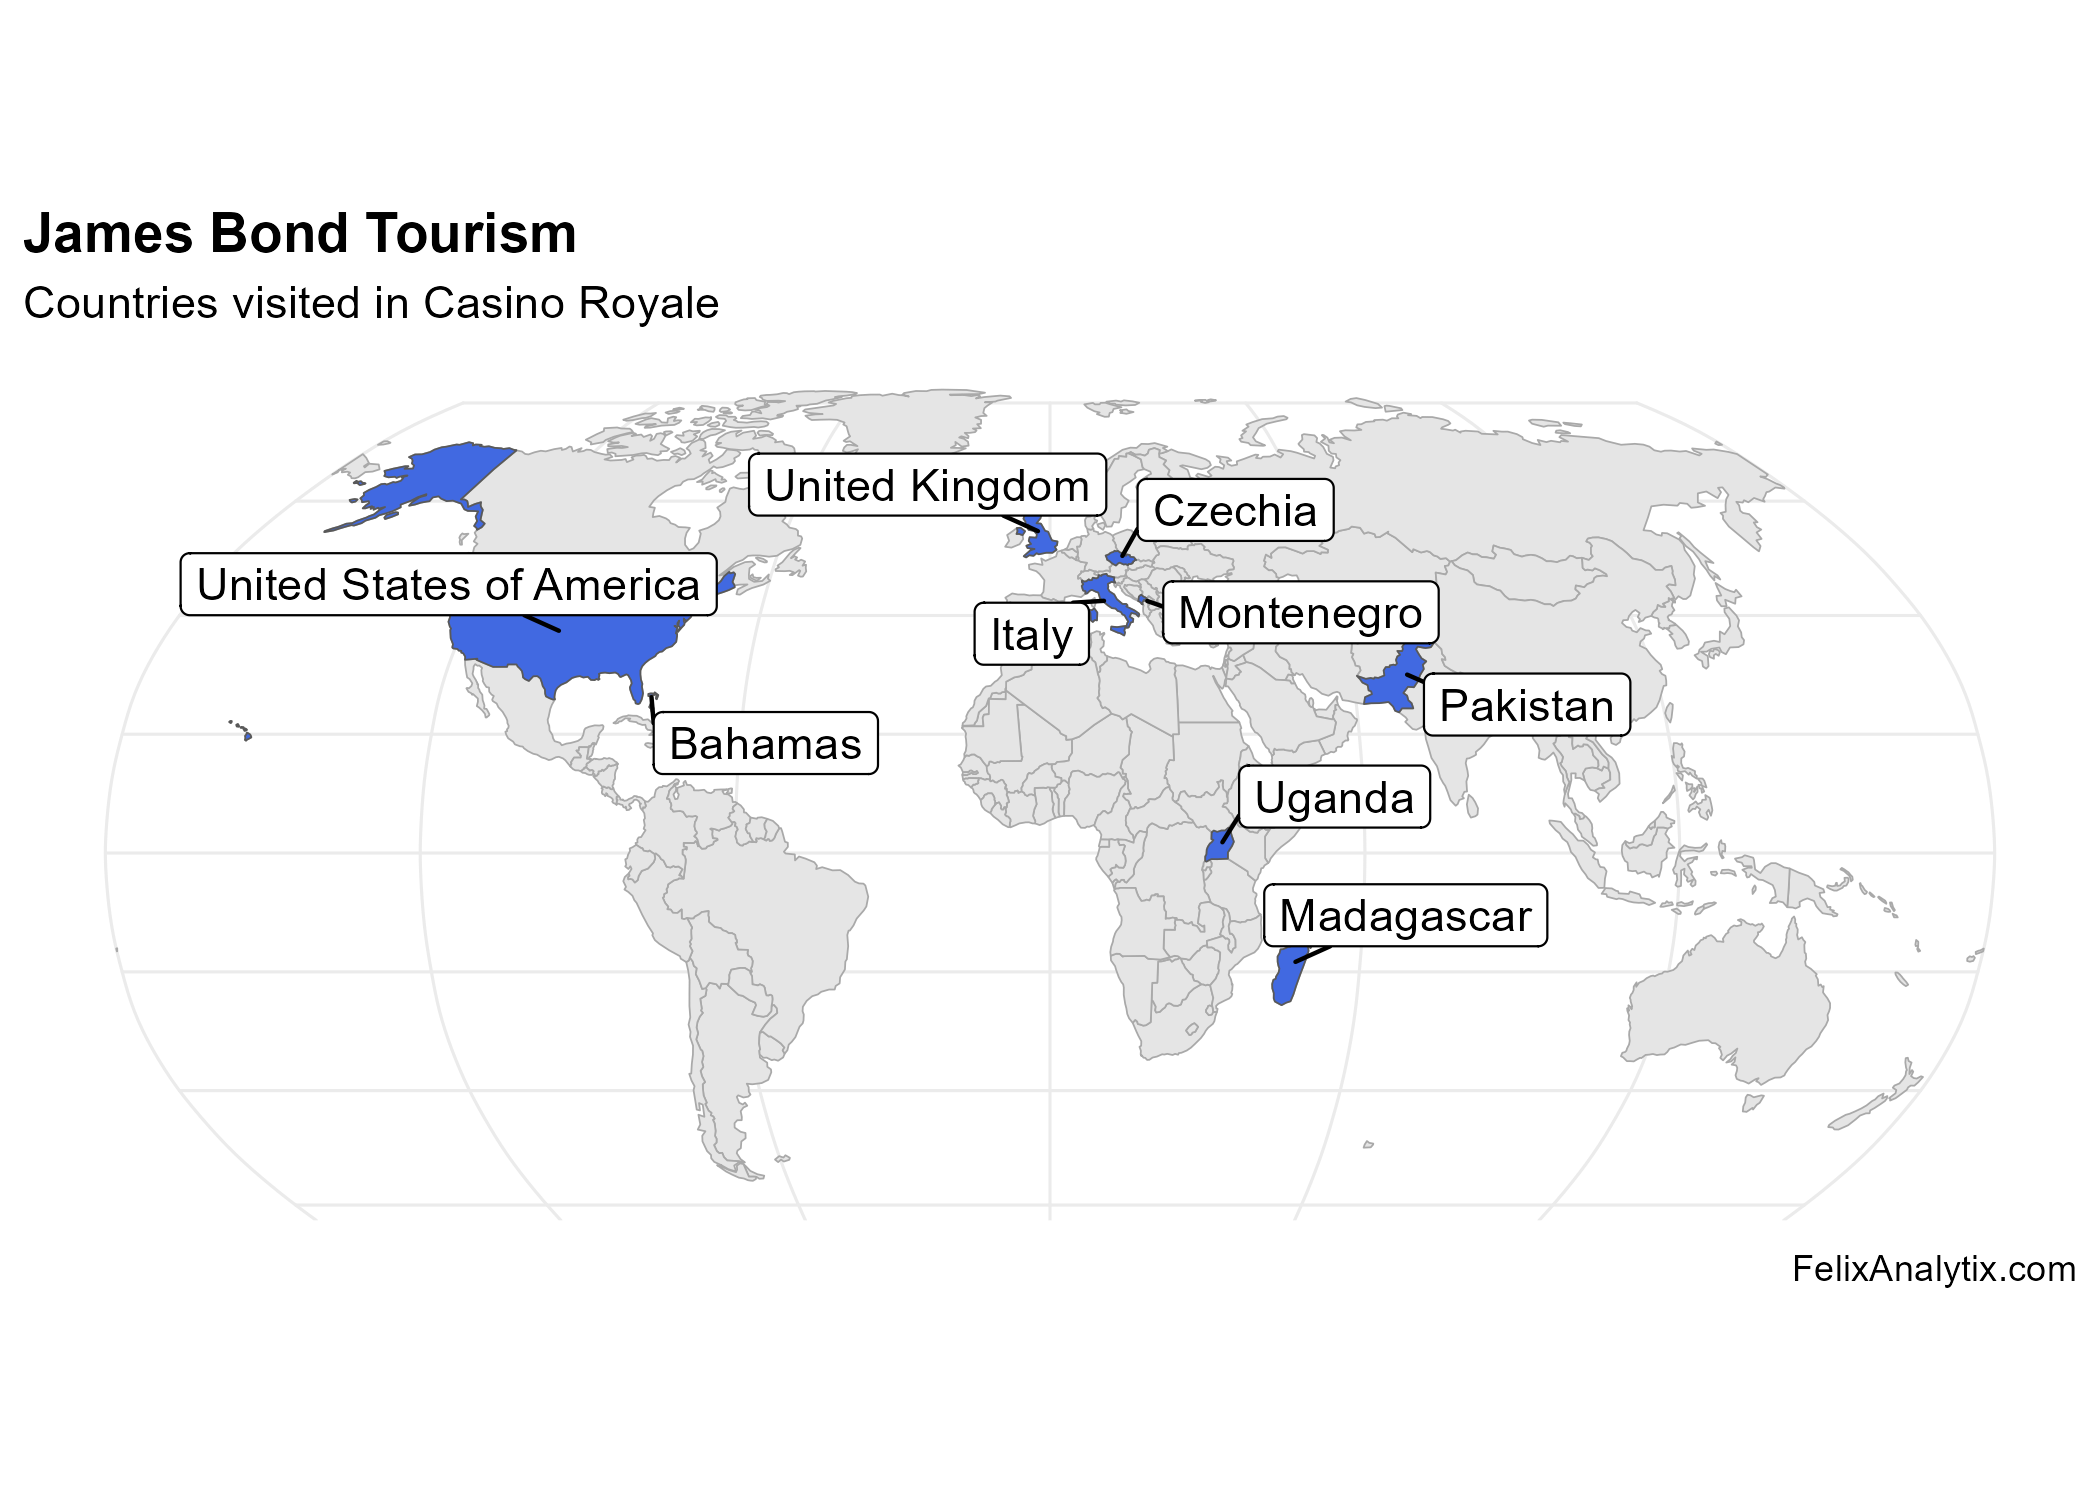 James Bond Tourism
Countries visited in Casino Royale
United Kingdom
Czechia
United States of America
Montenegro
Italy
Pakistan
Bahamas
Uganda
Madagascar
FelixAnalytix.com